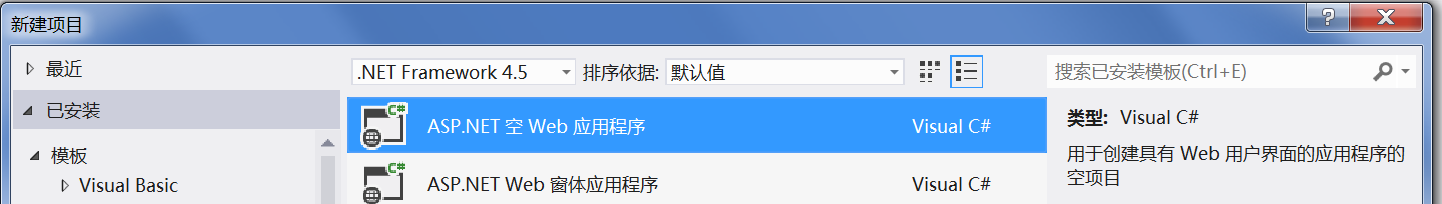 新建项目
最近
.NET Framework 4.5 排序依据: 默认值
搜索已安装模板(Ctrl+E)
已安装
模板
Visual Basic
C# ASP.NET 空 Web 应用程序 Visual C#
C# ASP.NET Web 窗体应用程序 Visual C#
类型: Visual C#
用于创建具有 Web 用户界面的应用程序的
空项目